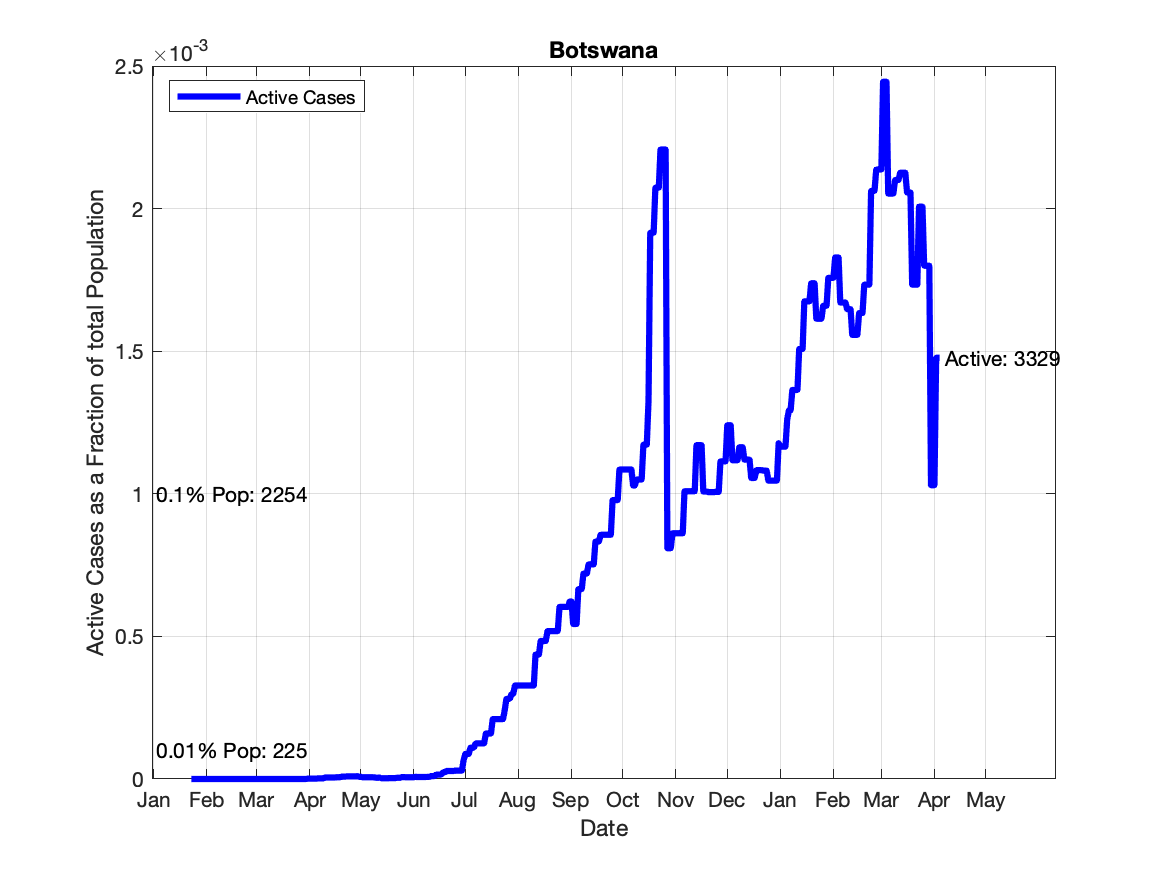 Botswana
×10-3
Active Cases
2.5
2
1.5
1
0.5
0
Active Cases as a Fraction of total Population
Active: 3329
0.1% Pop: 2254
0.01% Pop: 225
Jan Feb Mar Apr May Jun Jul Aug Sep Oct Nov Dec Jan Feb Mar Apr May
Date